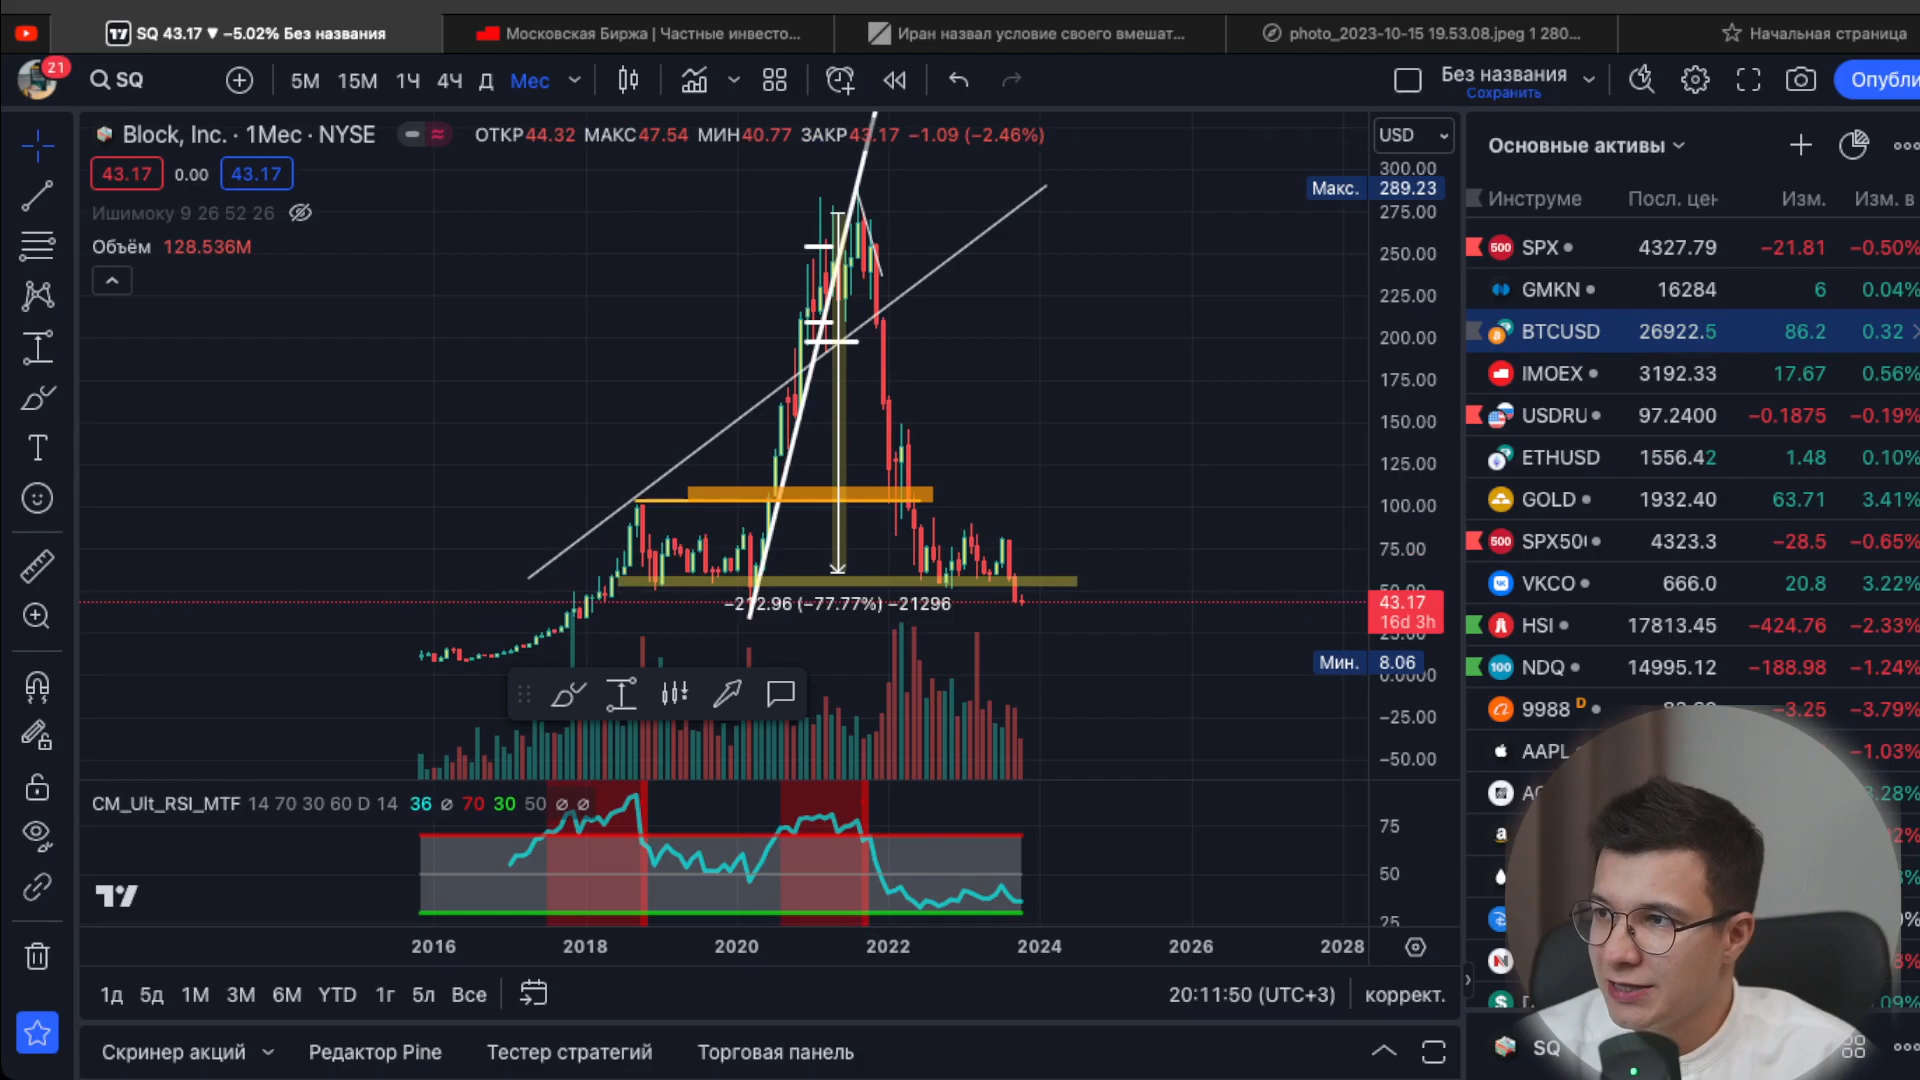 SQ 43.17 ▼ −5.02% Без названия
Московская Биржа | Частные инвесто...
Иран назвал условие своего вмешат...
photo_2023-10-15 19.53.08.jpeg 1 280...
Начальная страница
21
SQ
5М 15М 1Ч 4Ч Д Мес
Без названия
Сохранить
Опубли
Block, Inc. · 1Мес · NYSE
ОТКР44.32 МАКС47.54 МИН40.77 ЗАКР43.17 −1.09 (−2.46%)
43.17 0.00 43.17
Ишимоку 9 26 52 26
Объём 128.536M
USD
300.00
Макс. 289.23
275.00
250.00
225.00
200.00
175.00
150.00
125.00
100.00
75.00
43.17
16d 3h
25.00
Мин. 8.06
0.0000
−25.00
−50.00
−212.96 (−77.77%) −21296
CM_Ult_RSI_MTF 14 70 30 60 D 14 36 ∅ 70 30 50 ∅ ∅
75
50
25
2016 2018 2020 2022 2024 2026 2028
1д 5д 1М 3М 6М YTD 1г 5л Все
20:11:50 (UTC+3) коррект.
Скринер акций Редактор Pine Тестер стратегий Торговая панель
Основные активы
Инструме Посл. цен Изм. Изм. в
500 SPX 4327.79 −21.81 −0.50%
GMKN 16284 6 0.04%
BTCUSD 26922.5 86.2 0.32
IMOEX 3192.33 17.67 0.56%
USDRU 97.2400 −0.1875 −0.19%
ETHUSD 1556.42 1.48 0.10%
GOLD 1932.40 63.71 3.41%
500 SPX50 4323.3 −28.5 −0.65%
VKCO 666.0 20.8 3.22%
HSI 17813.45 −424.76 −2.33%
100 NDQ 14995.12 −188.98 −1.24%
9988 D −3.25 −3.79%
AAPL −1.03%
SQ